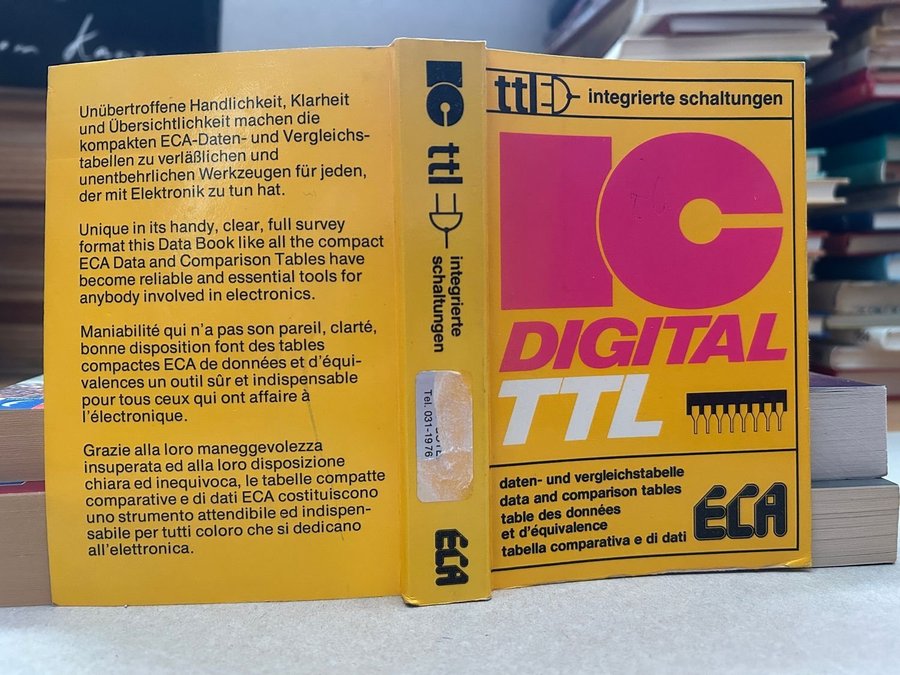 Unübertroffene Handlichkeit, Klarheit
und Übersichtlichkeit machen die
kompakten ECA-Daten- und Vergleichs-
tabellen zu verläßlichen und
unentbehrlichen Werkzeugen für jeden,
der mit Elektronik zu tun hat.
Unique in its handy, clear, full survey
format this Data Book like all the compact
ECA Data and Comparison Tables have
become reliable and essential tools for
anybody involved in electronics.
Maniabilité qui n'a pas son pareil, clarté,
bonne disposition font des tables
compactes ECA de données et d'équi-
valences un outil sûr et indispensable
pour tous ceux qui ont affaire à
l'électronique.
Grazie alla loro maneggevolezza
insuperata ed alla loro disposizione
chiara ed inequivoca, le tabelle compatte
comparative e di dati ECA costituiscono
uno strumento attendibile ed indispen-
sabile per tutti coloro che si dedicano
all'elettronica.
IC
ttl
integrierte
schaltungen
Tel. 031-1976
ECA
ttl integrierte schaltungen
IC
DIGITAL
TTL
daten- und vergleichstabelle
data and comparison tables
table des données
et d'équivalence
tabella comparativa e di dati
ECA